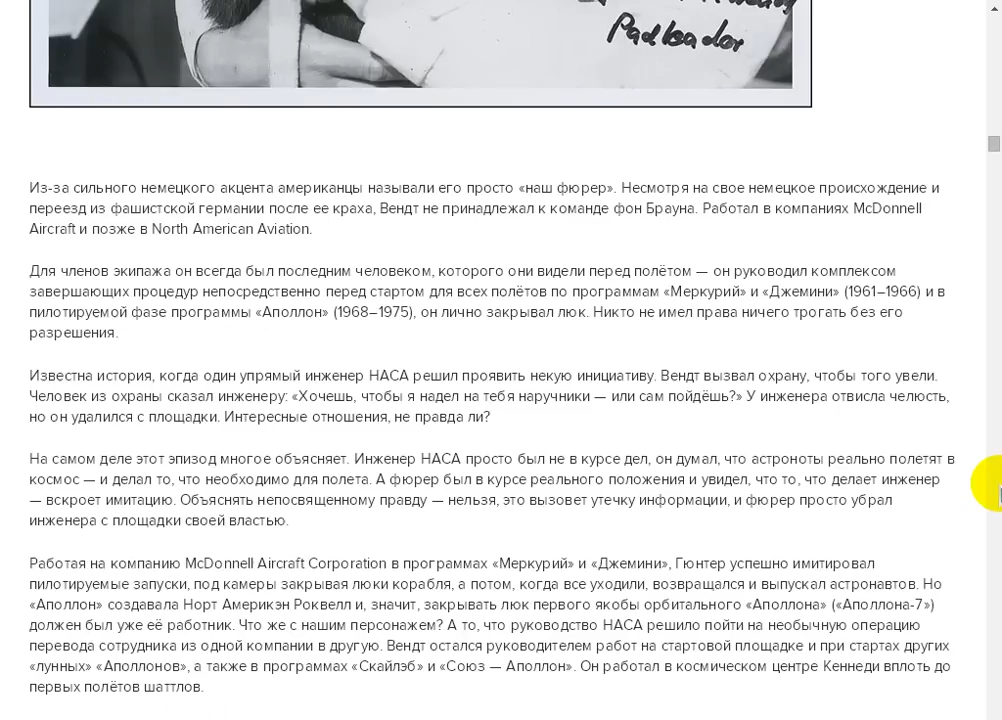 Pad Leader
Из-за сильного немецкого акцента американцы называли его просто «наш фюрер». Несмотря на свое немецкое происхождение и
переезд из фашистской германии после ее краха, Вендт не принадлежал к команде фон Брауна. Работал в компаниях McDonnell
Aircraft и позже в North American Aviation.
Для членов экипажа он всегда был последним человеком, которого они видели перед полётом — он руководил комплексом
завершающих процедур непосредственно перед стартом для всех полётов по программам «Меркурий» и «Джемини» (1961–1966) и в
пилотируемой фазе программы «Аполлон» (1968–1975), он лично закрывал люк. Никто не имел права ничего трогать без его
разрешения.
Известна история, когда один упрямый инженер НАСА решил проявить некую инициативу. Вендт вызвал охрану, чтобы того увели.
Человек из охраны сказал инженеру: «Хочешь, чтобы я надел на тебя наручники — или сам пойдёшь?» У инженера отвисла челюсть,
но он удалился с площадки. Интересные отношения, не правда ли?
На самом деле этот эпизод многое объясняет. Инженер НАСА просто был не в курсе дел, он думал, что астроноты реально полетят в
космос — и делал то, что необходимо для полета. А фюрер был в курсе реального положения и увидел, что то, что делает инженер
— вскроет имитацию. Объяснять непосвященному правду — нельзя, это вызовет утечку информации, и фюрер просто убрал
инженера с площадки своей властью.
Работая на компанию McDonnell Aircraft Corporation в программах «Меркурий» и «Джемини», Гюнтер успешно имитировал
пилотируемые запуски, под камеры закрывая люки корабля, а потом, когда все уходили, возвращался и выпускал астронавтов. Но
«Аполлон» создавала Норт Америкэн Роквелл и, значит, закрывать люк первого якобы орбитального «Аполлона» («Аполлона-7»)
должен был уже её работник. Что же с нашим персонажем? А то, что руководство НАСА решило пойти на необычную операцию
перевода сотрудника из одной компании в другую. Вендт остался руководителем работ на стартовой площадке и при стартах других
«лунных» «Аполлонов», а также в программах «Скайлэб» и «Союз — Аполлон». Он работал в космическом центре Кеннеди вплоть до
первых полётов шаттлов.